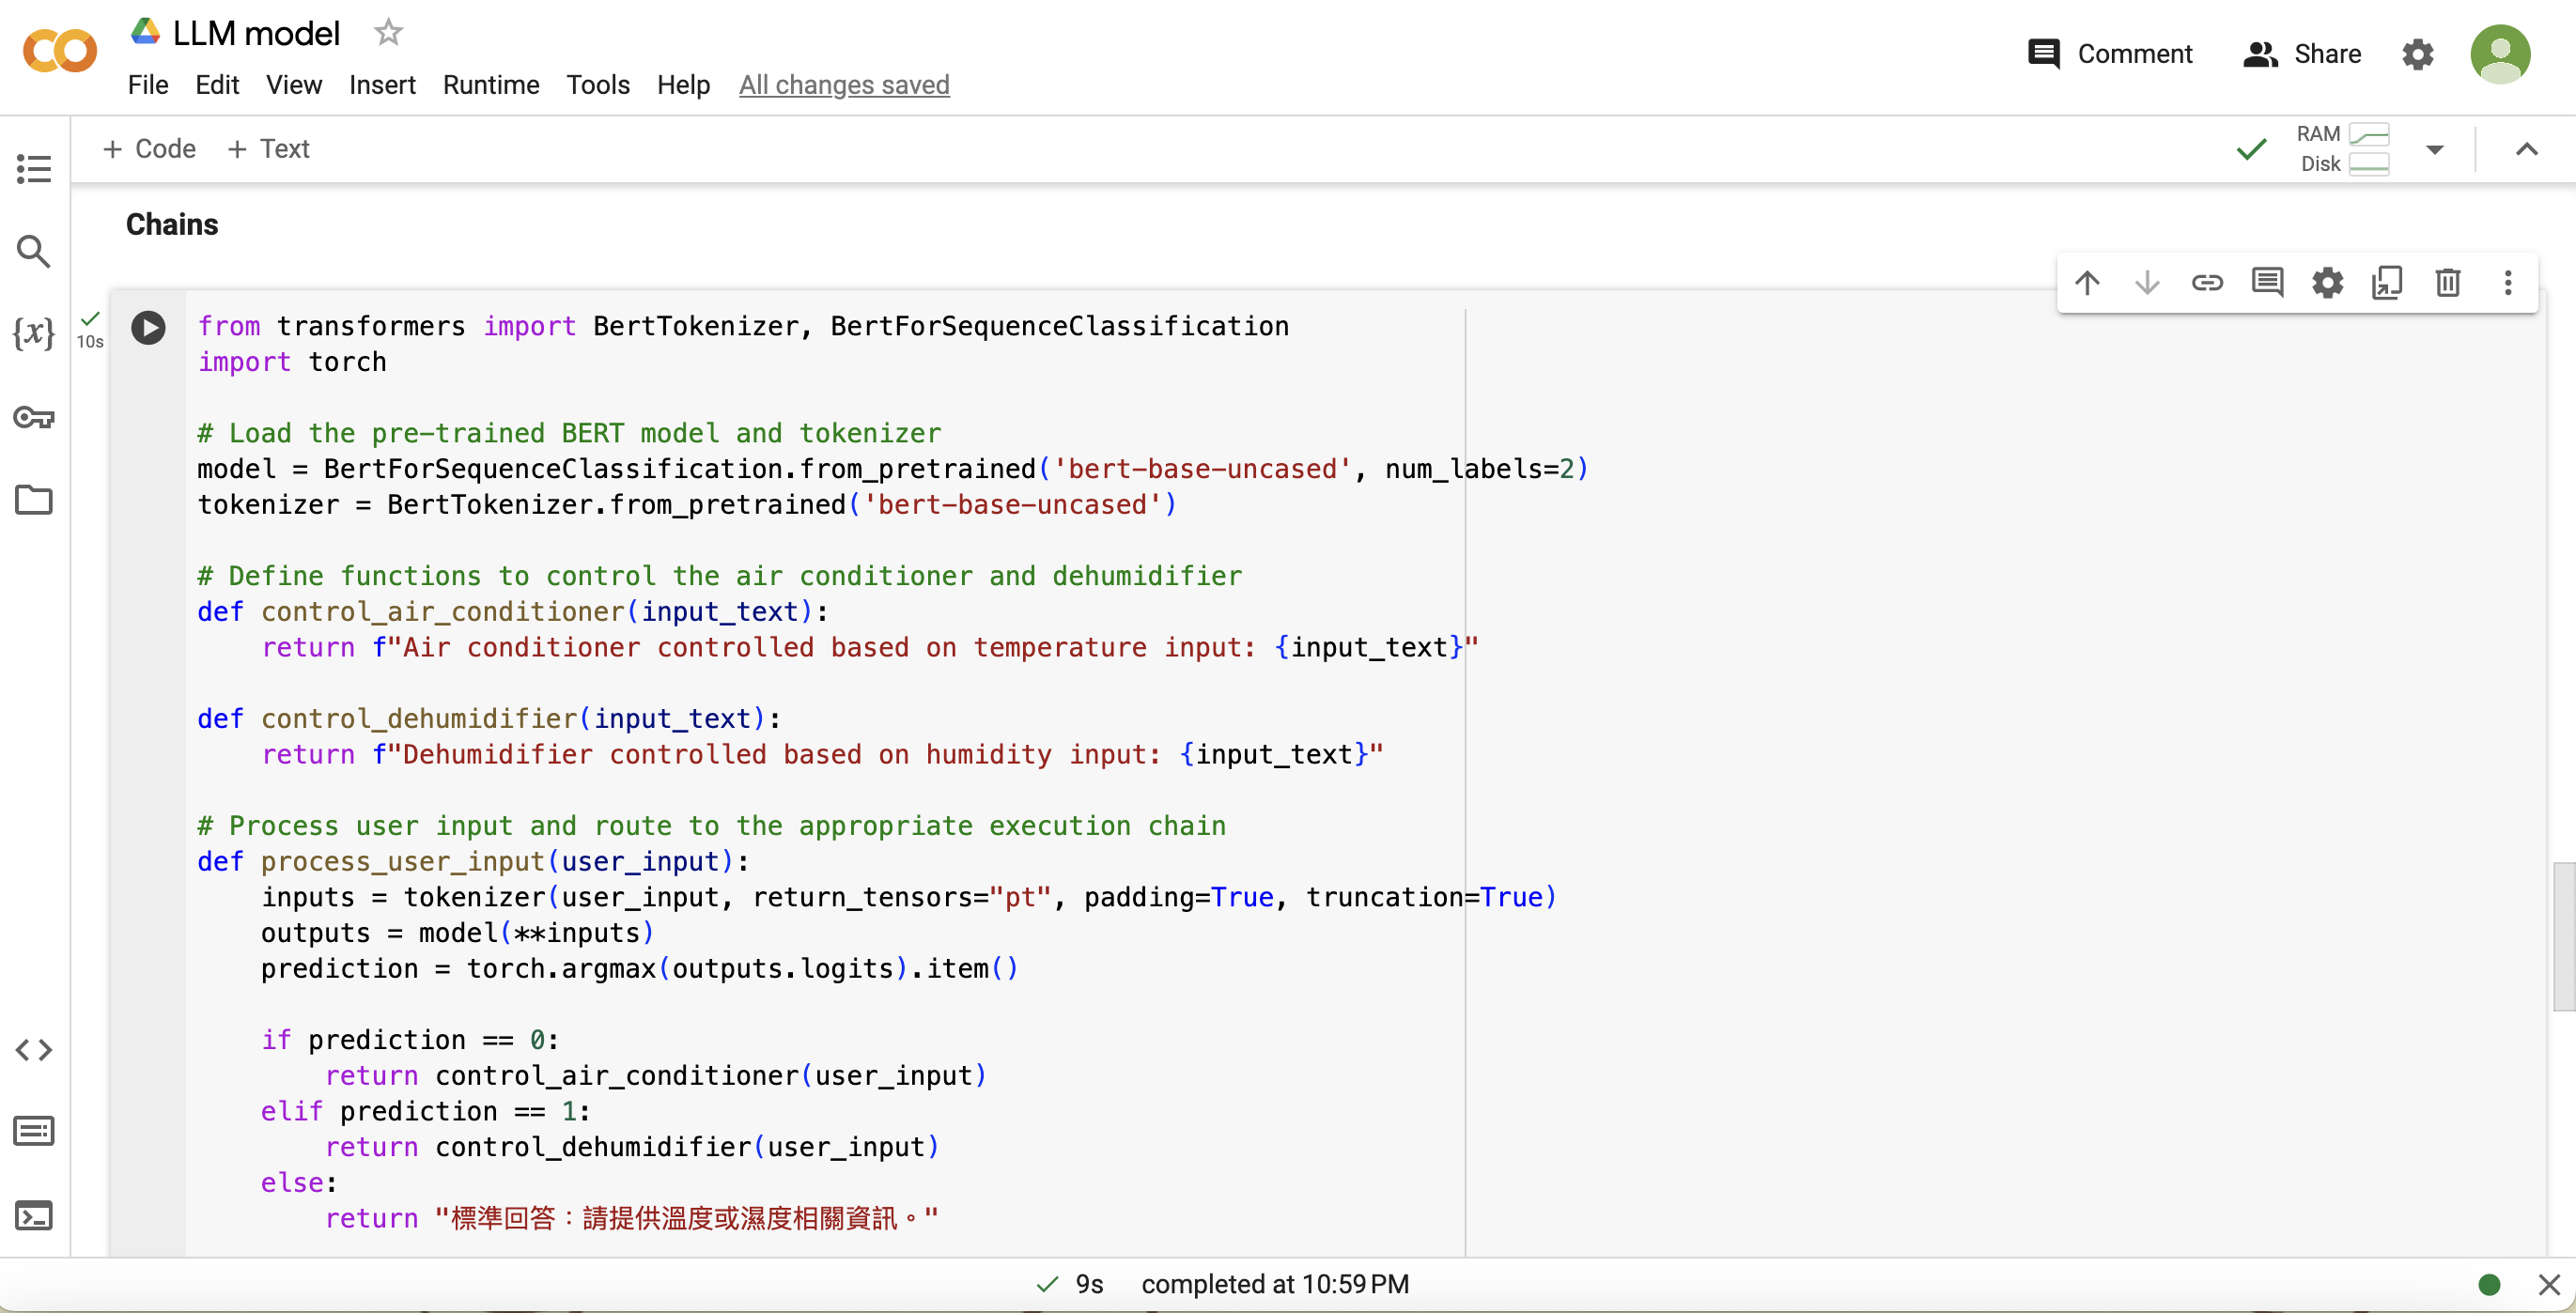 LLM model
Comment
Share
File Edit View Insert Runtime Tools Help All changes saved
+ Code + Text
RAM
Disk
Chains
{x}
10s
from transformers import BertTokenizer, BertForSequenceClassification
import torch
# Load the pre-trained BERT model and tokenizer
model = BertForSequenceClassification.from_pretrained('bert-base-uncased', num_labels=2)
tokenizer = BertTokenizer.from_pretrained('bert-base-uncased')
# Define functions to control the air conditioner and dehumidifier
def control_air_conditioner(input_text):
    return f"Air conditioner controlled based on temperature input: {input_text}"
def control_dehumidifier(input_text):
    return f"Dehumidifier controlled based on humidity input: {input_text}"
# Process user input and route to the appropriate execution chain
def process_user_input(user_input):
    inputs = tokenizer(user_input, return_tensors="pt", padding=True, truncation=True)
    outputs = model(**inputs)
    prediction = torch.argmax(outputs.logits).item()
    if prediction == 0:
        return control_air_conditioner(user_input)
    elif prediction == 1:
        return control_dehumidifier(user_input)
    else:
        return "標準回答：請提供溫度或濕度相關資訊。"
9s completed at 10:59 PM